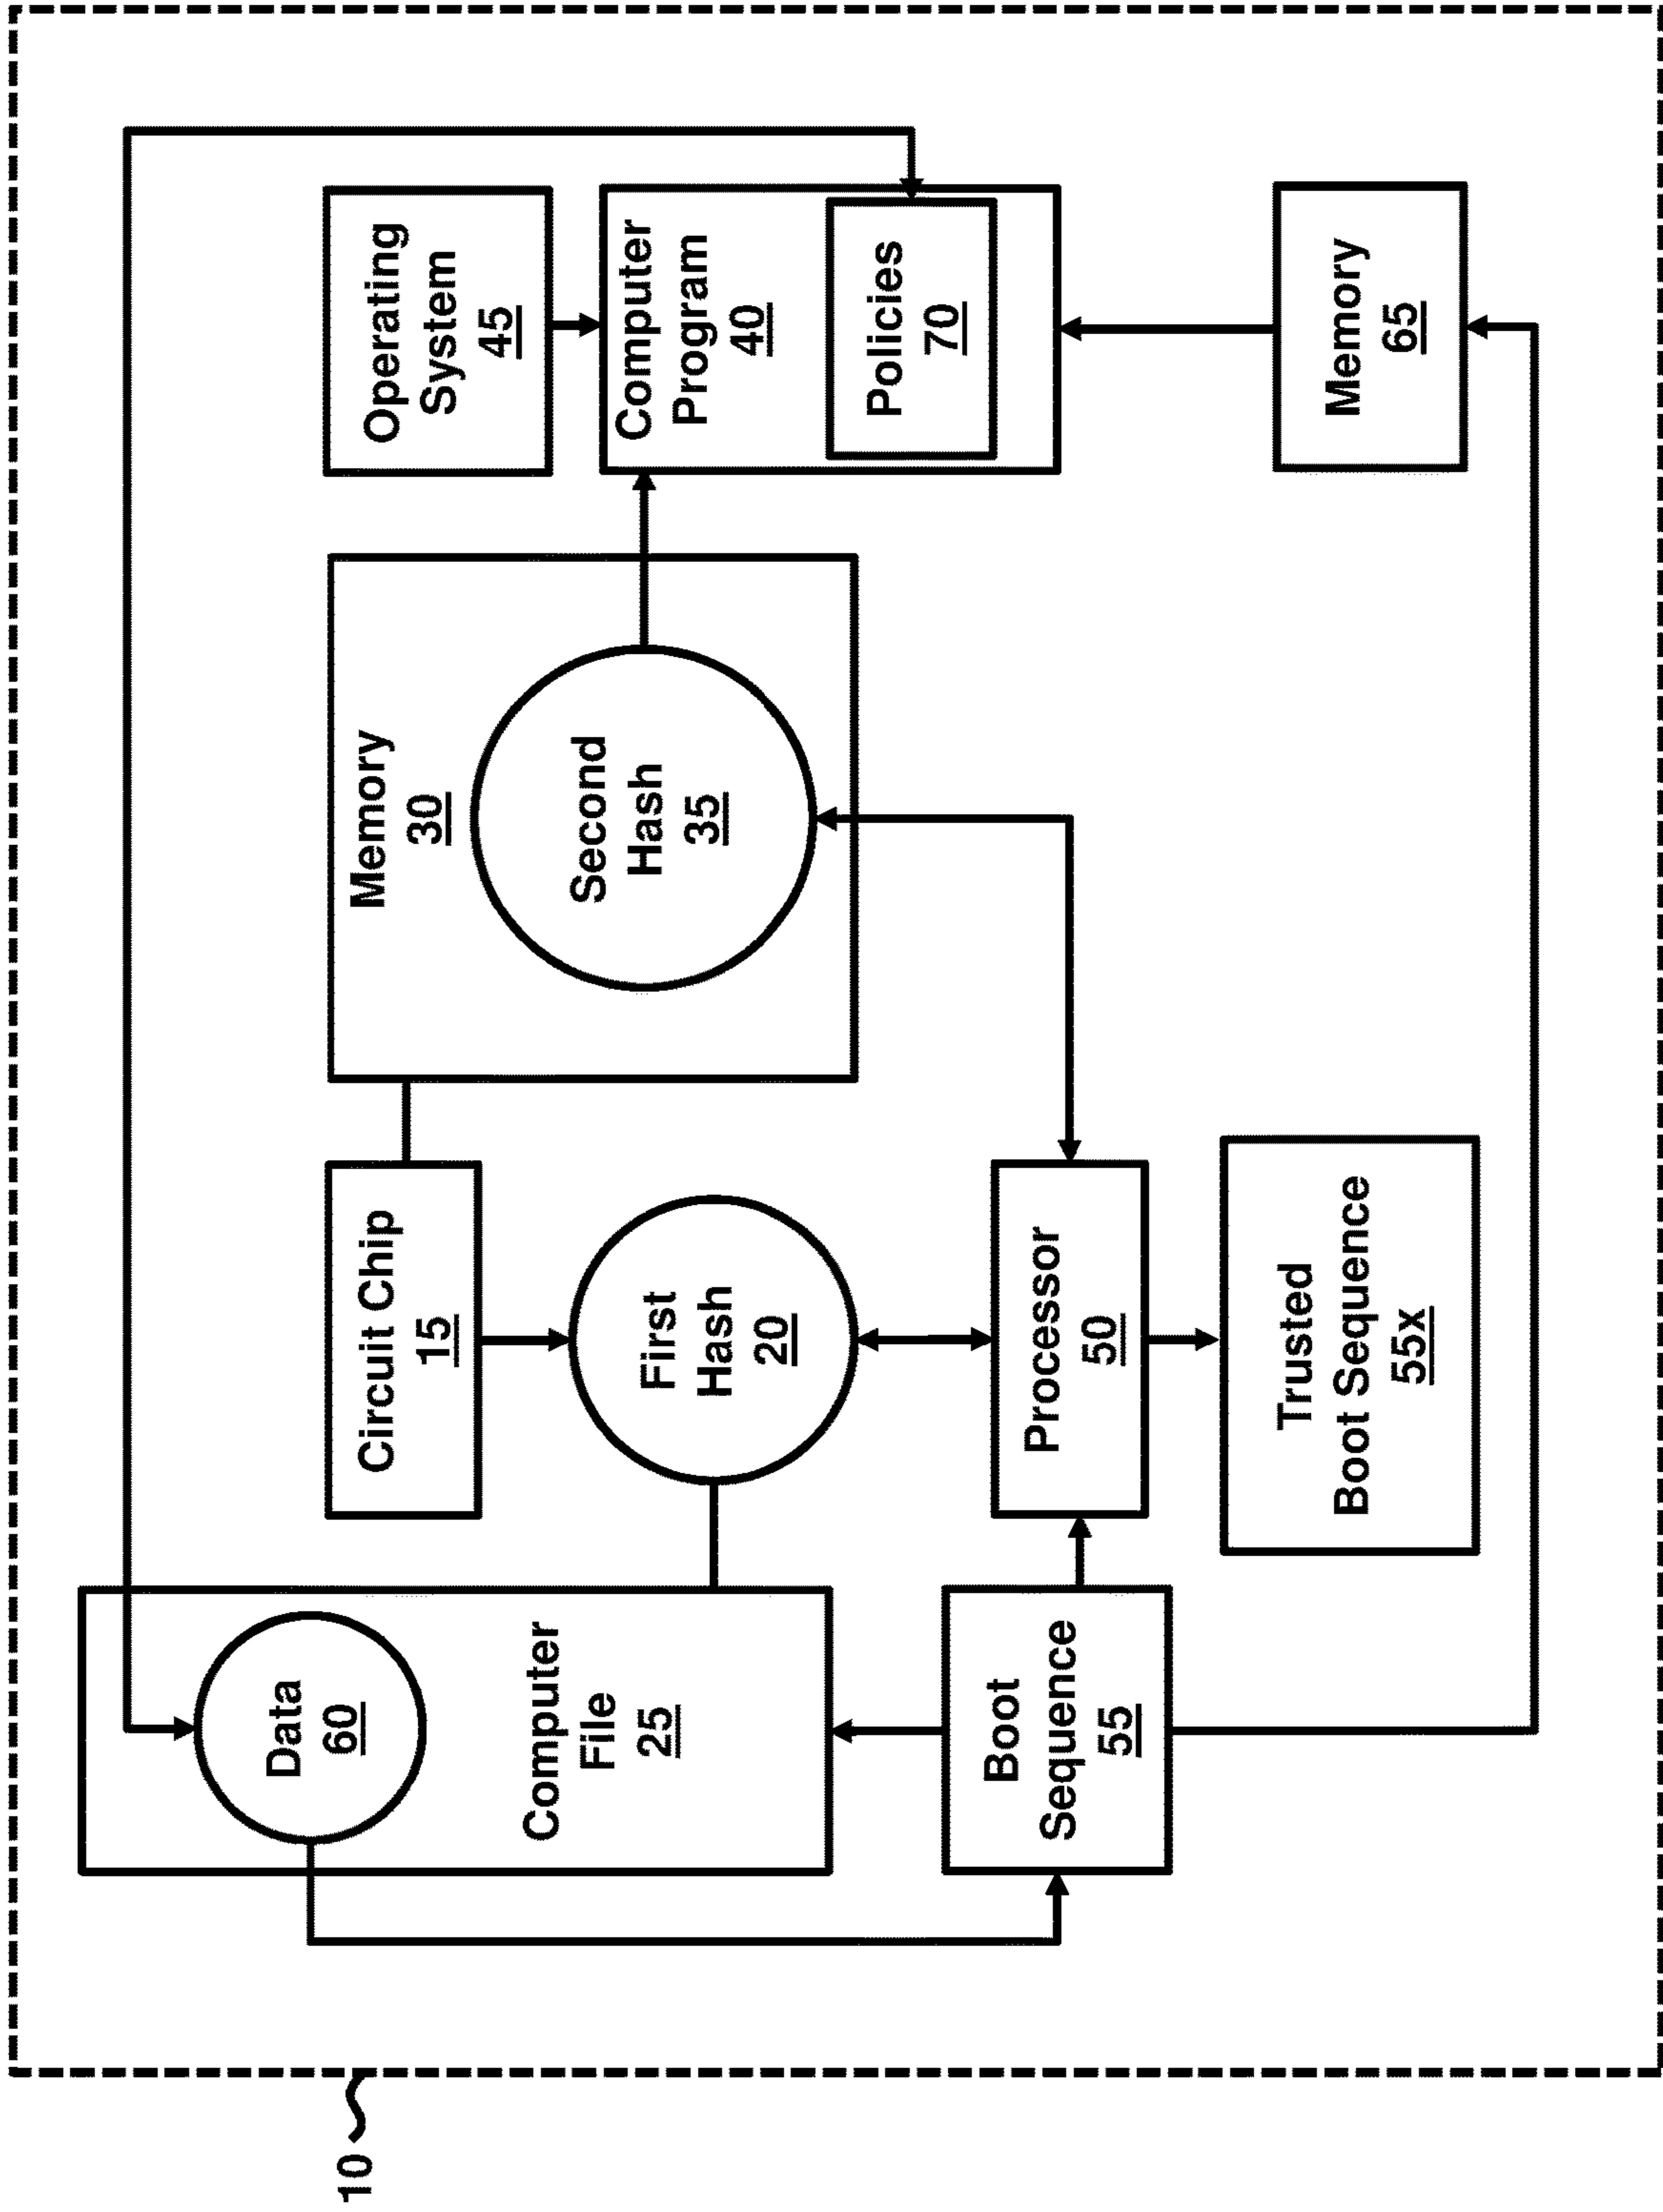 10
Data
60
Computer
File
25
Boot
Sequence
55
Circuit Chip
15
First
Hash
20
Processor
50
Trusted
Boot Sequence
55x
Memory
30
Second
Hash
35
Operating
System
45
Computer
Program
40
Policies
70
Memory
65